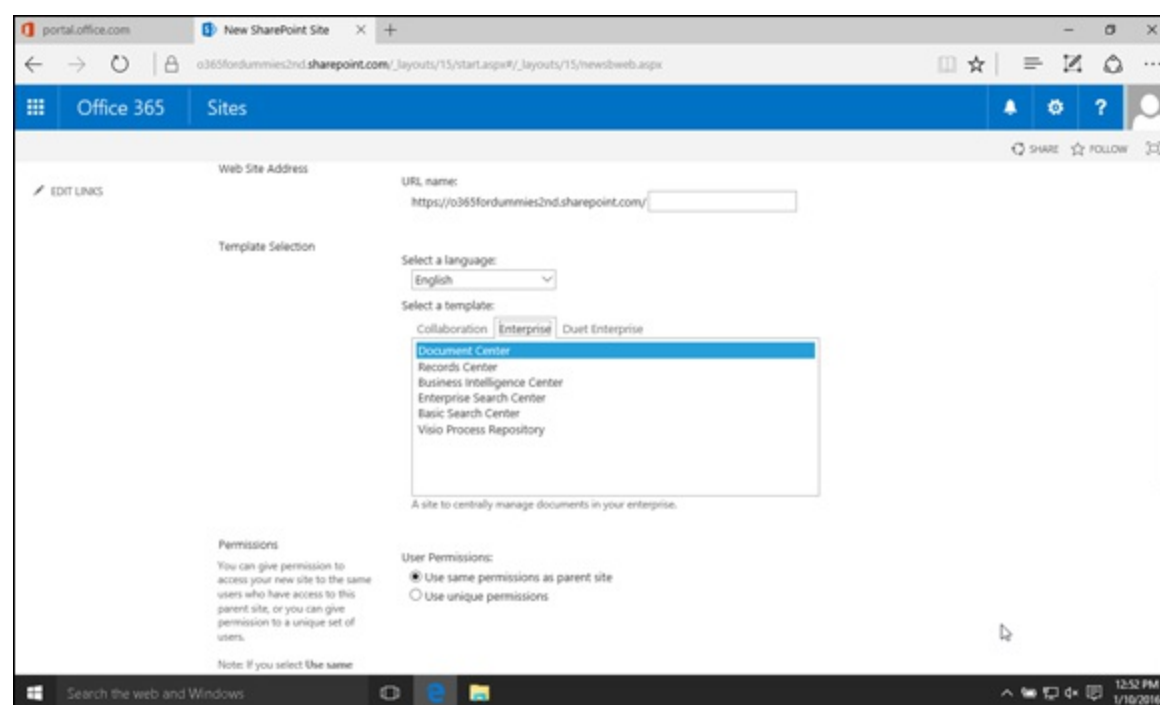 portal.office.com
New SharePoint Site
o365fordummies2nd.sharepoint.com/_layouts/15/start.aspx#/_layouts/15/newsbweb.aspx
Office 365
Sites
SHARE
FOLLOW
EDIT LINKS
Web Site Address
URL name:
https://o365fordummies2nd.sharepoint.com/
Template Selection
Select a language:
English
Select a template:
Collaboration
Enterprise
Duet Enterprise
Document Center
Records Center
Business Intelligence Center
Enterprise Search Center
Basic Search Center
Visio Process Repository
A site to centrally manage documents in your enterprise.
Permissions
You can give permission to
access your new site to the same
users who have access to this
parent site, or you can give
permission to a unique set of
users.
Note: If you select Use same
User Permissions:
Use same permissions as parent site
Use unique permissions
Search the web and Windows
12:52 PM
1/10/2016